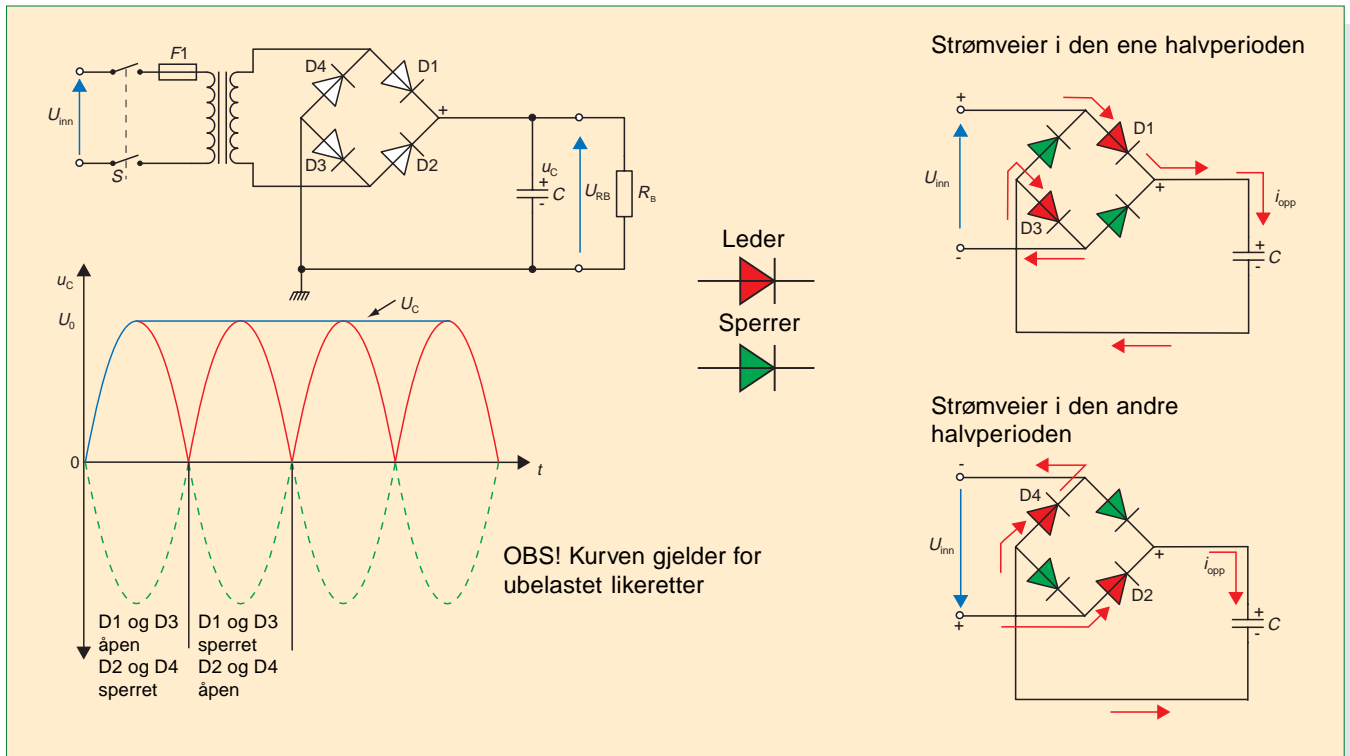 F1
D4
D1
Uinn
+
D3
D2
S
uC
+
C
-
URB
RB
uC
U0
UC
0
t
OBS! Kurven gjelder for
ubelastet likeretter
D1 og D3
åpen
D2 og D4
sperret
D1 og D3
sperret
D2 og D4
åpen
Leder
Sperrer
Strømveier i den ene halvperioden
+
D1
Uinn
+
iopp
D3
-
+
C
-
Strømveier i den andre
halvperioden
-
D4
Uinn
+
iopp
D2
+
+
C
-